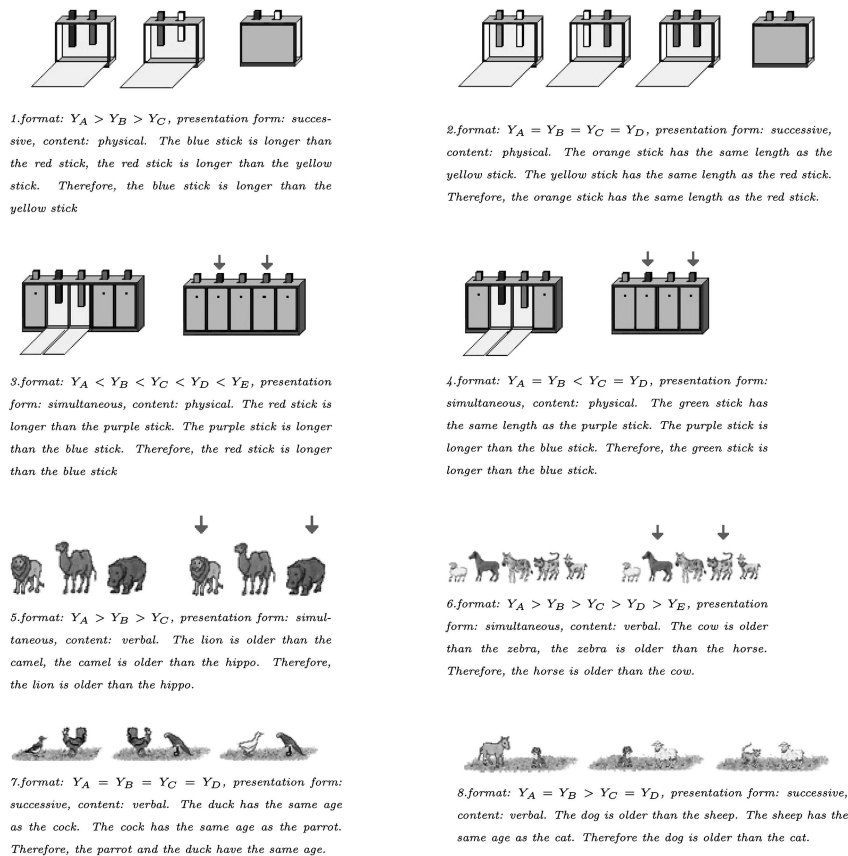 1.format: Y_A > Y_B > Y_C, presentation form: succes-
sive, content: physical. The blue stick is longer than
the red stick, the red stick is longer than the yellow
stick. Therefore, the blue stick is longer than the
yellow stick
2.format: Y_A = Y_B = Y_C = Y_D, presentation form: successive,
content: physical. The orange stick has the same length as the
yellow stick. The yellow stick has the same length as the red stick.
Therefore, the orange stick has the same length as the red stick.
3.format: Y_A < Y_B < Y_C < Y_D < Y_E, presentation
form: simultaneous, content: physical. The red stick is
longer than the purple stick. The purple stick is longer
than the blue stick. Therefore, the red stick is longer
than the blue stick
4.format: Y_A = Y_B < Y_C = Y_D, presentation form:
simultaneous, content: physical. The green stick has
the same length as the purple stick. The purple stick is
longer than the blue stick. Therefore, the green stick is
longer than the blue stick.
5.format: Y_A > Y_B > Y_C, presentation form: simul-
taneous, content: verbal. The lion is older than the
camel, the camel is older than the hippo. Therefore,
the lion is older than the hippo.
6.format: Y_A > Y_B > Y_C > Y_D > Y_E, presentation
form: simultaneous, content: verbal. The cow is older
than the zebra, the zebra is older than the horse.
Therefore, the horse is older than the cow.
7.format: Y_A = Y_B = Y_C = Y_D, presentation form:
successive, content: verbal. The duck has the same age
as the cock. The cock has the same age as the parrot.
Therefore, the parrot and the duck have the same age.
8.format: Y_A = Y_B > Y_C = Y_D, presentation form: successive,
content: verbal. The dog is older than the sheep. The sheep has the
same age as the cat. Therefore the dog is older than the cat.